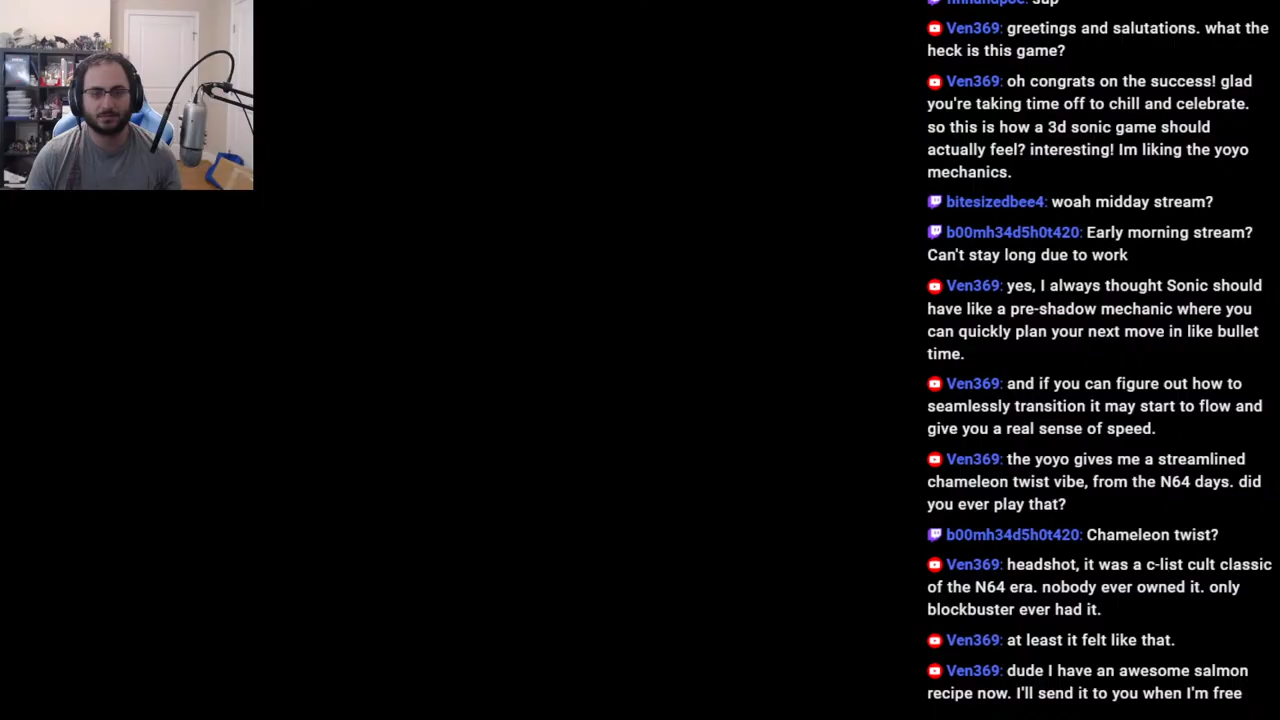 sup
Ven369: greetings and salutations. what the
heck is this game?
Ven369: oh congrats on the success! glad
you're taking time off to chill and celebrate.
so this is how a 3d sonic game should
actually feel? interesting! Im liking the yoyo
mechanics.
bitesizedbee4: woah midday stream?
b00mh34d5h0t420: Early morning stream?
Can't stay long due to work
Ven369: yes, I always thought Sonic should
have like a pre-shadow mechanic where you
can quickly plan your next move in like bullet
time.
Ven369: and if you can figure out how to
seamlessly transition it may start to flow and
give you a real sense of speed.
Ven369: the yoyo gives me a streamlined
chameleon twist vibe, from the N64 days. did
you ever play that?
b00mh34d5h0t420: Chameleon twist?
Ven369: headshot, it was a c-list cult classic
of the N64 era. nobody ever owned it. only
blockbuster ever had it.
Ven369: at least it felt like that.
Ven369: dude I have an awesome salmon
recipe now. I'll send it to you when I'm free